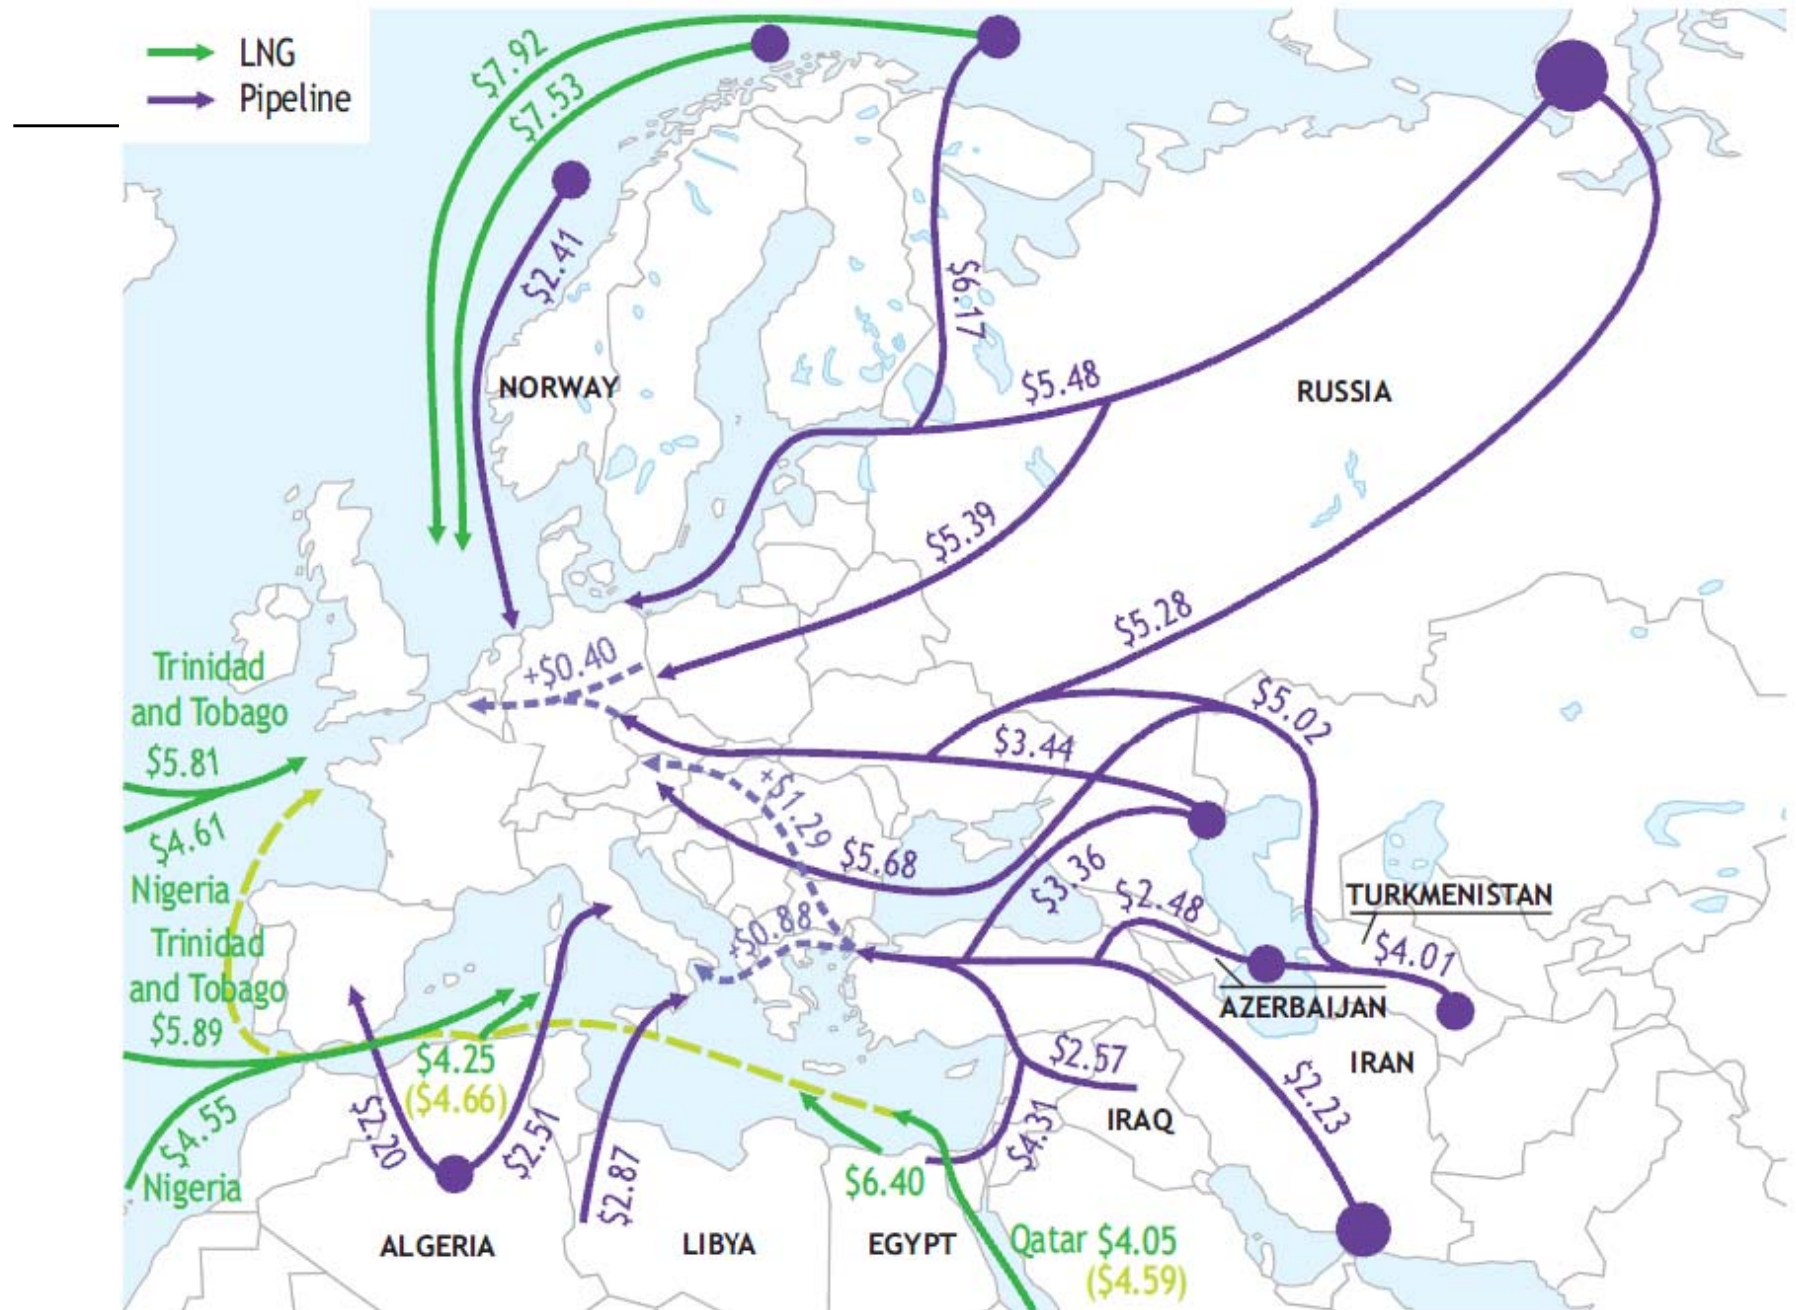 LNG
Pipeline
$7.92
$7.53
$2.41
$6.17
NORWAY
$5.48
RUSSIA
$5.39
$5.28
+$0.40
Trinidad
and Tobago
$5.81
$4.61
Nigeria
$5.02
$3.44
+$1.29
$5.68
$3.36
$2.48
TURKMENISTAN
$4.01
+$0.88
Trinidad
and Tobago
$5.89
AZERBAIJAN
$4.25
($4.66)
$2.57
IRAN
$4.55
Nigeria
$2.20
$2.51
$2.87
$4.31
IRAQ
$2.23
$6.40
ALGERIA
LIBYA
EGYPT
Qatar $4.05
($4.59)